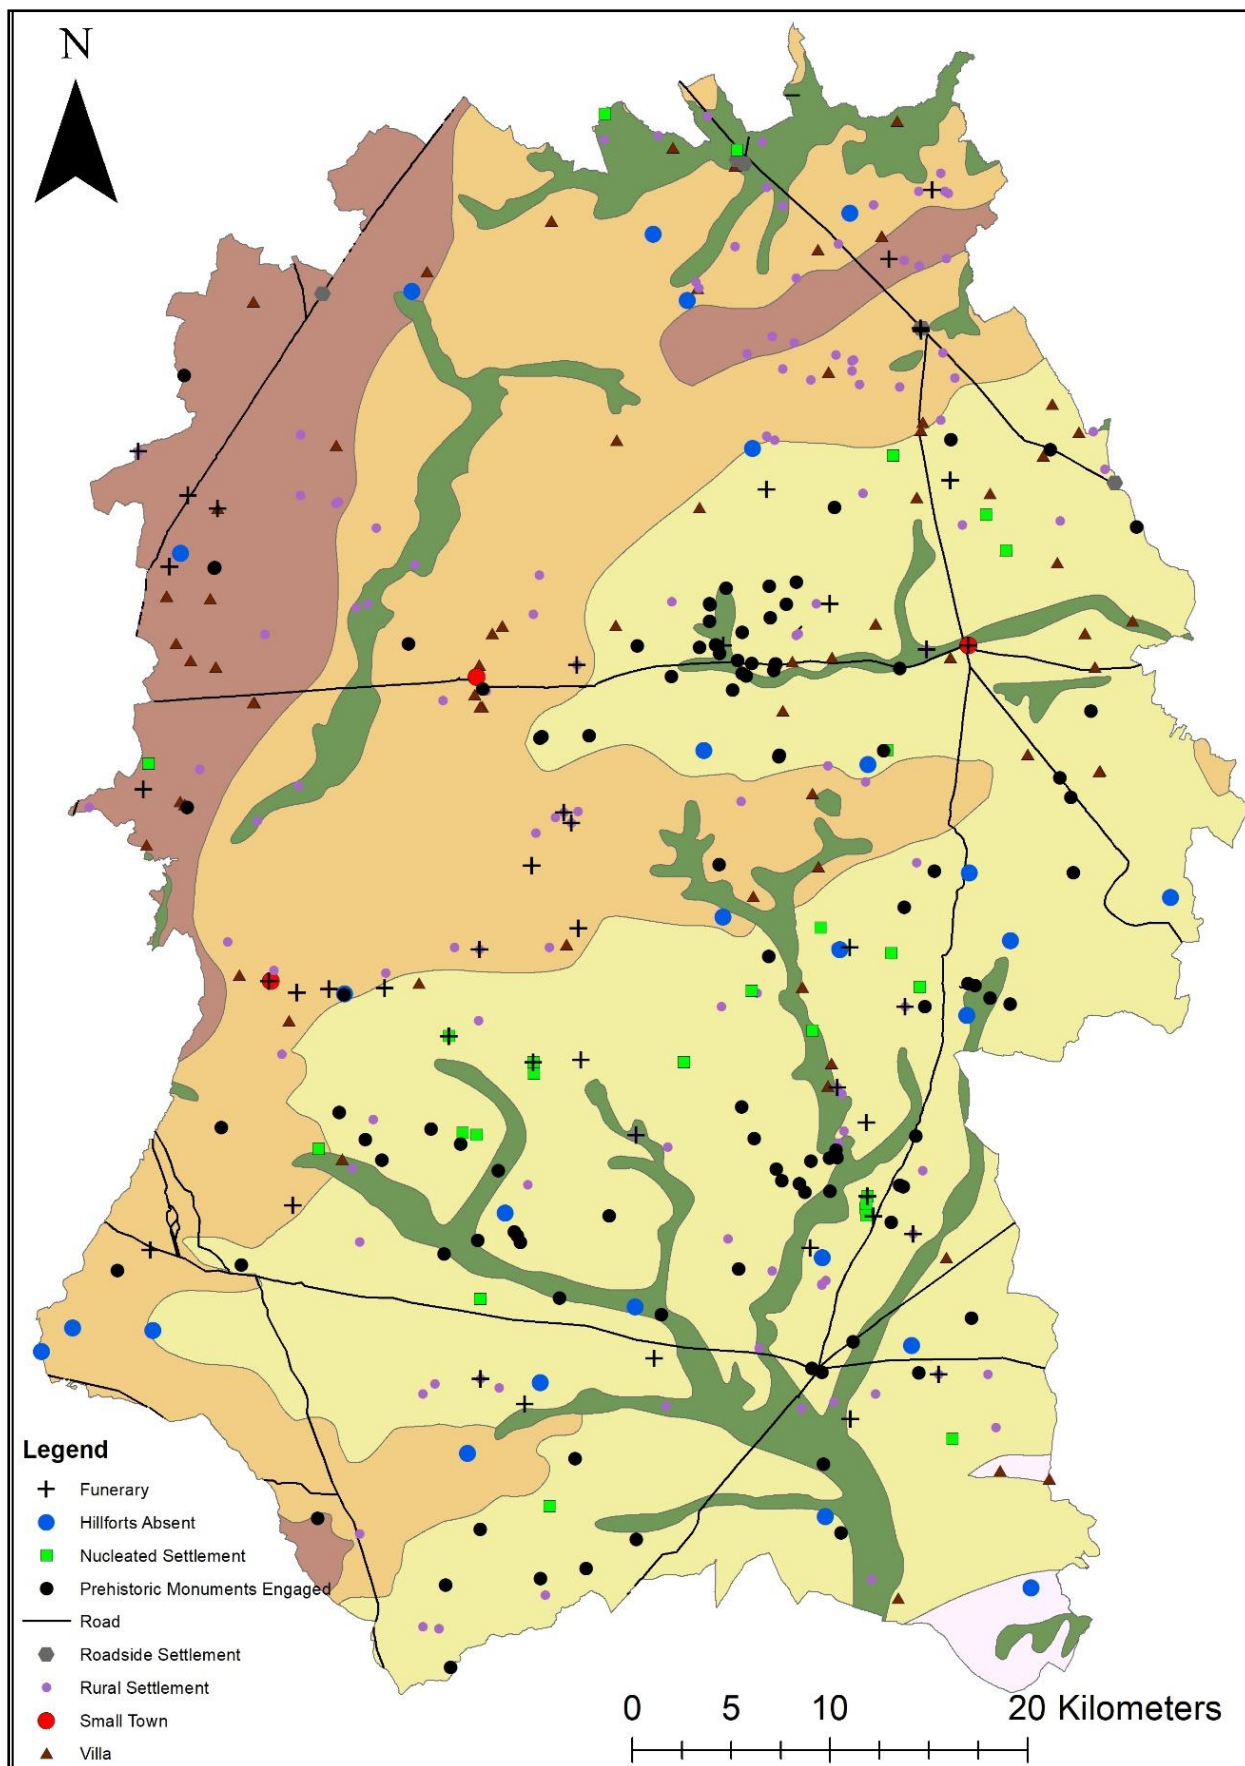 N
Legend
Funerary
Hillforts Absent
Nucleated Settlement
Prehistoric Monuments Engaged
Road
Roadside Settlement
Rural Settlement
Small Town
Villa
0 5 10 20 Kilometers